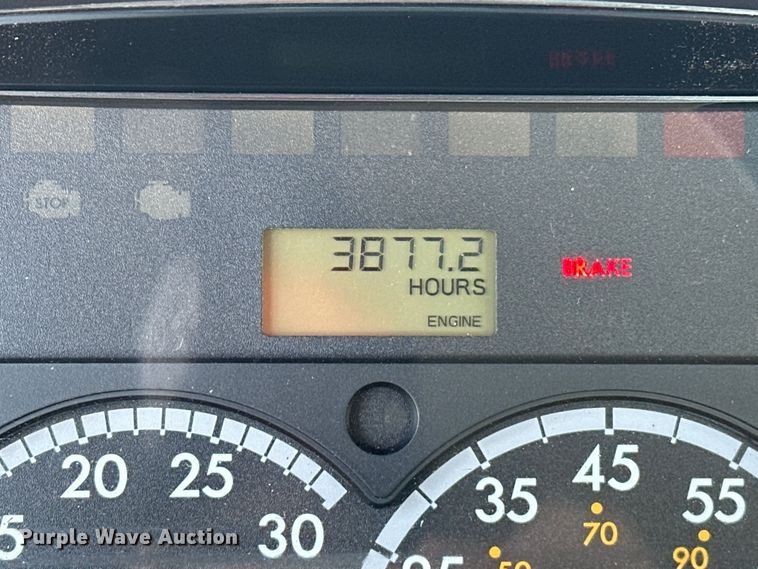 STOP
3877.2
HOURS
BRAKE
ENGINE
20 25 30
35 45 55
70 90
Purple Wave Auction